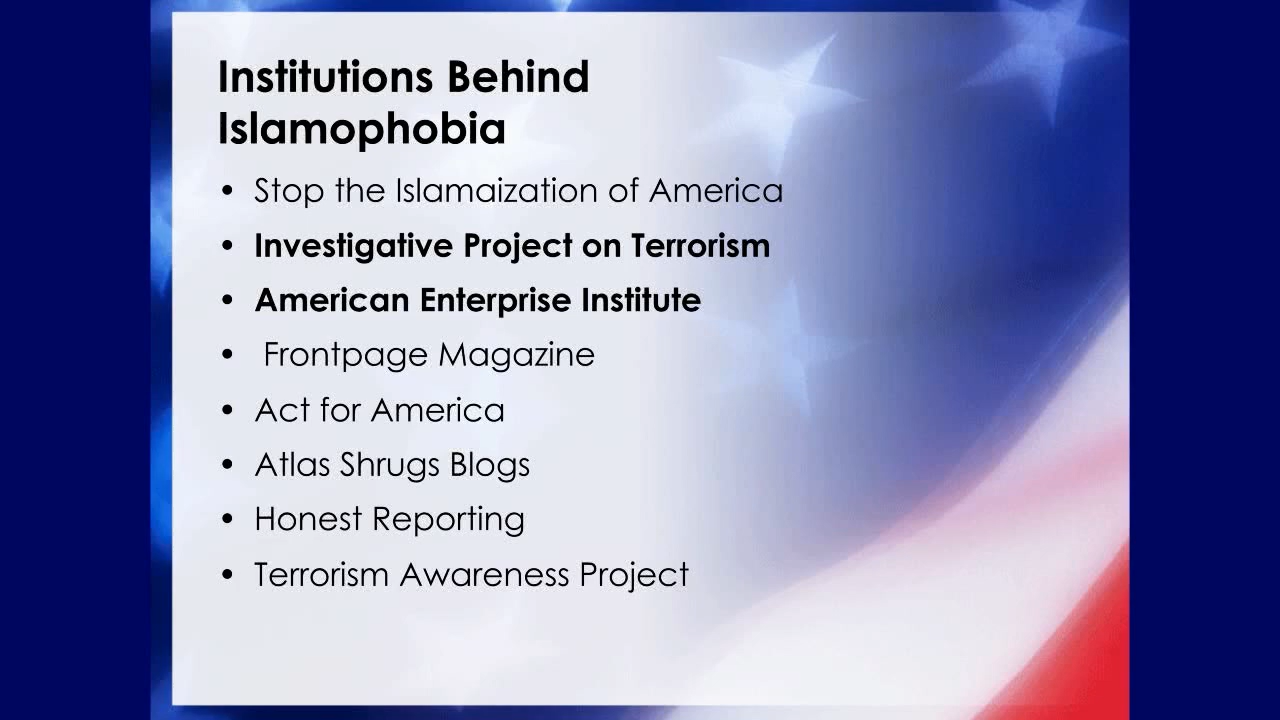 Institutions Behind
Islamophobia
• Stop the Islamaization of America
• Investigative Project on Terrorism
• American Enterprise Institute
• Frontpage Magazine
• Act for America
• Atlas Shrugs Blogs
• Honest Reporting
• Terrorism Awareness Project